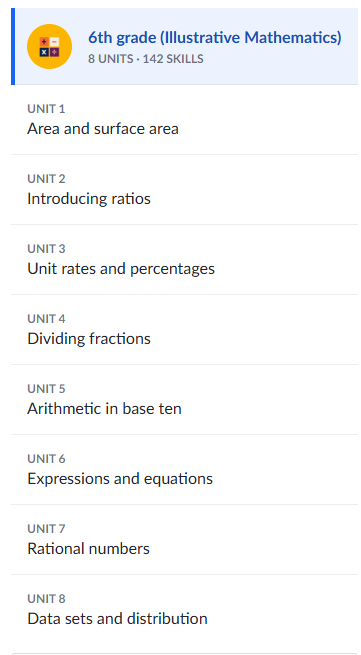 6th grade (Illustrative Mathematics)
8 UNITS · 142 SKILLS
UNIT 1
Area and surface area
UNIT 2
Introducing ratios
UNIT 3
Unit rates and percentages
UNIT 4
Dividing fractions
UNIT 5
Arithmetic in base ten
UNIT 6
Expressions and equations
UNIT 7
Rational numbers
UNIT 8
Data sets and distribution